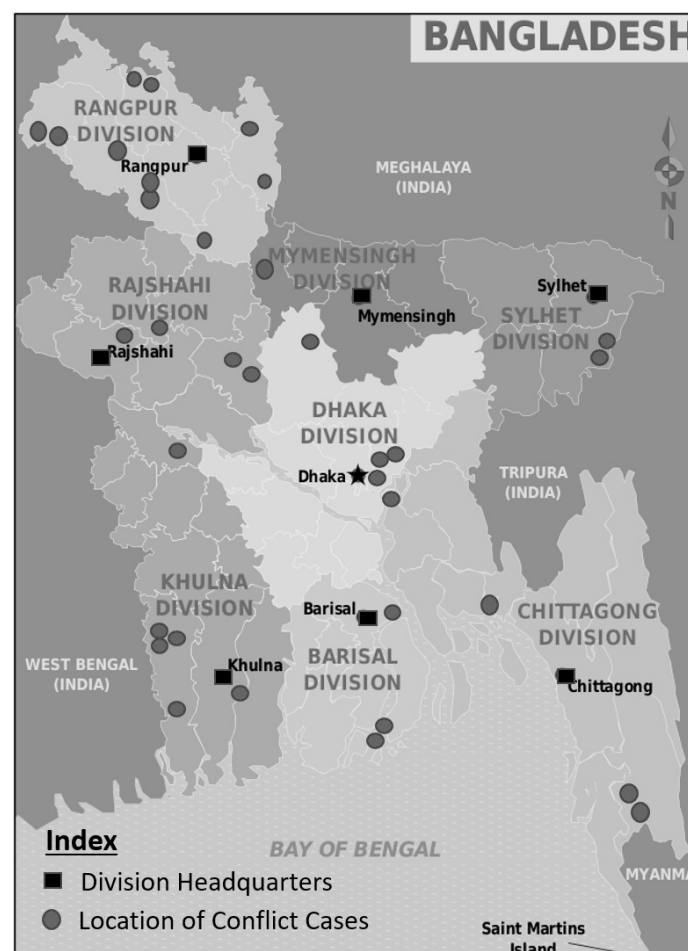 BANGLADESH
RANGPUR
DIVISION
Rangpur
MEGHALAYA
(INDIA)
N
MYMENSINGH
DIVISION
Mymensingh
RAJSHAHI
DIVISION
Rajshahi
Sylhet
SYLHET
DIVISION
DHAKA
DIVISION
Dhaka
TRIPURA
(INDIA)
KHULNA
DIVISION
Khulna
Barisal
BARISAL
DIVISION
CHITTAGONG
DIVISION
Chittagong
WEST BENGAL
(INDIA)
Index
BAY OF BENGAL
Division Headquarters
MYANMA
Location of Conflict Cases
Saint Martins
Island